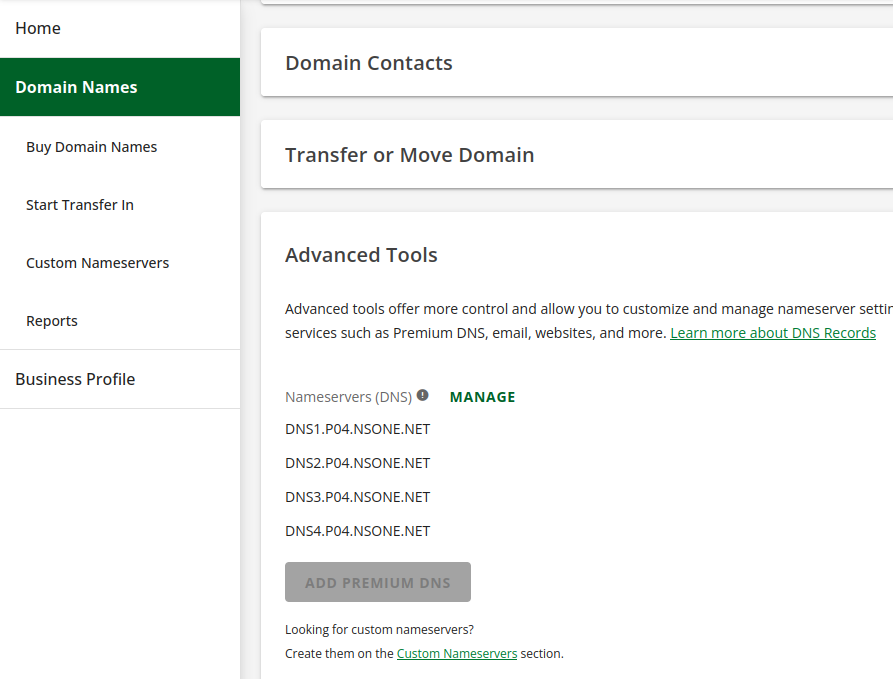 Home
Domain Names
Buy Domain Names
Start Transfer In
Custom Nameservers
Reports
Business Profile
Domain Contacts
Transfer or Move Domain
Advanced Tools
Advanced tools offer more control and allow you to customize and manage nameserver
services such as Premium DNS, email, websites, and more. Learn more about DNS Records
Nameservers (DNS) MANAGE
DNS1.P04.NSONE.NET
DNS2.P04.NSONE.NET
DNS3.P04.NSONE.NET
DNS4.P04.NSONE.NET
ADD PREMIUM DNS
Looking for custom nameservers?
Create them on the Custom Nameservers section.